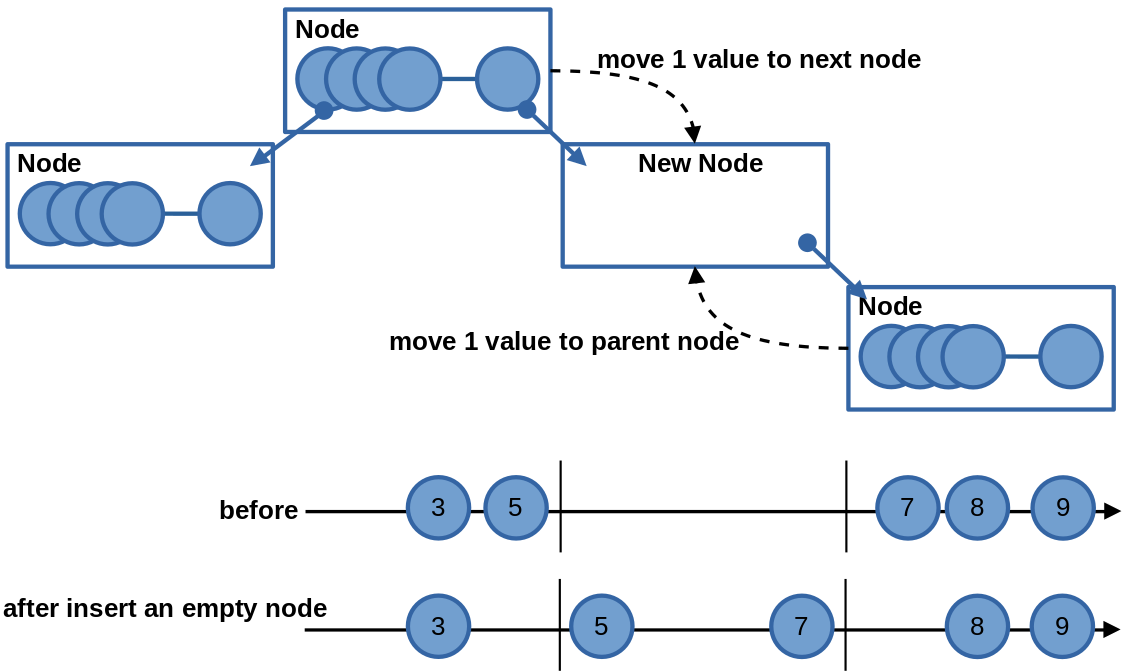 Node
move 1 value to next node
Node
New Node
Node
move 1 value to parent node
before 3 5 7 8 9
after insert an empty node
3 5 7 8 9